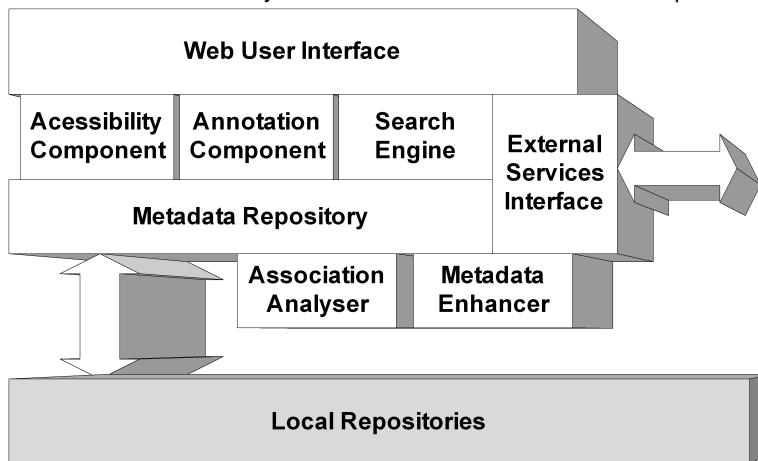 Web User Interface
Acessibility
Component
Annotation
Component
Search
Engine
External
Services
Interface
Metadata Repository
Association
Analyser
Metadata
Enhancer
Local Repositories